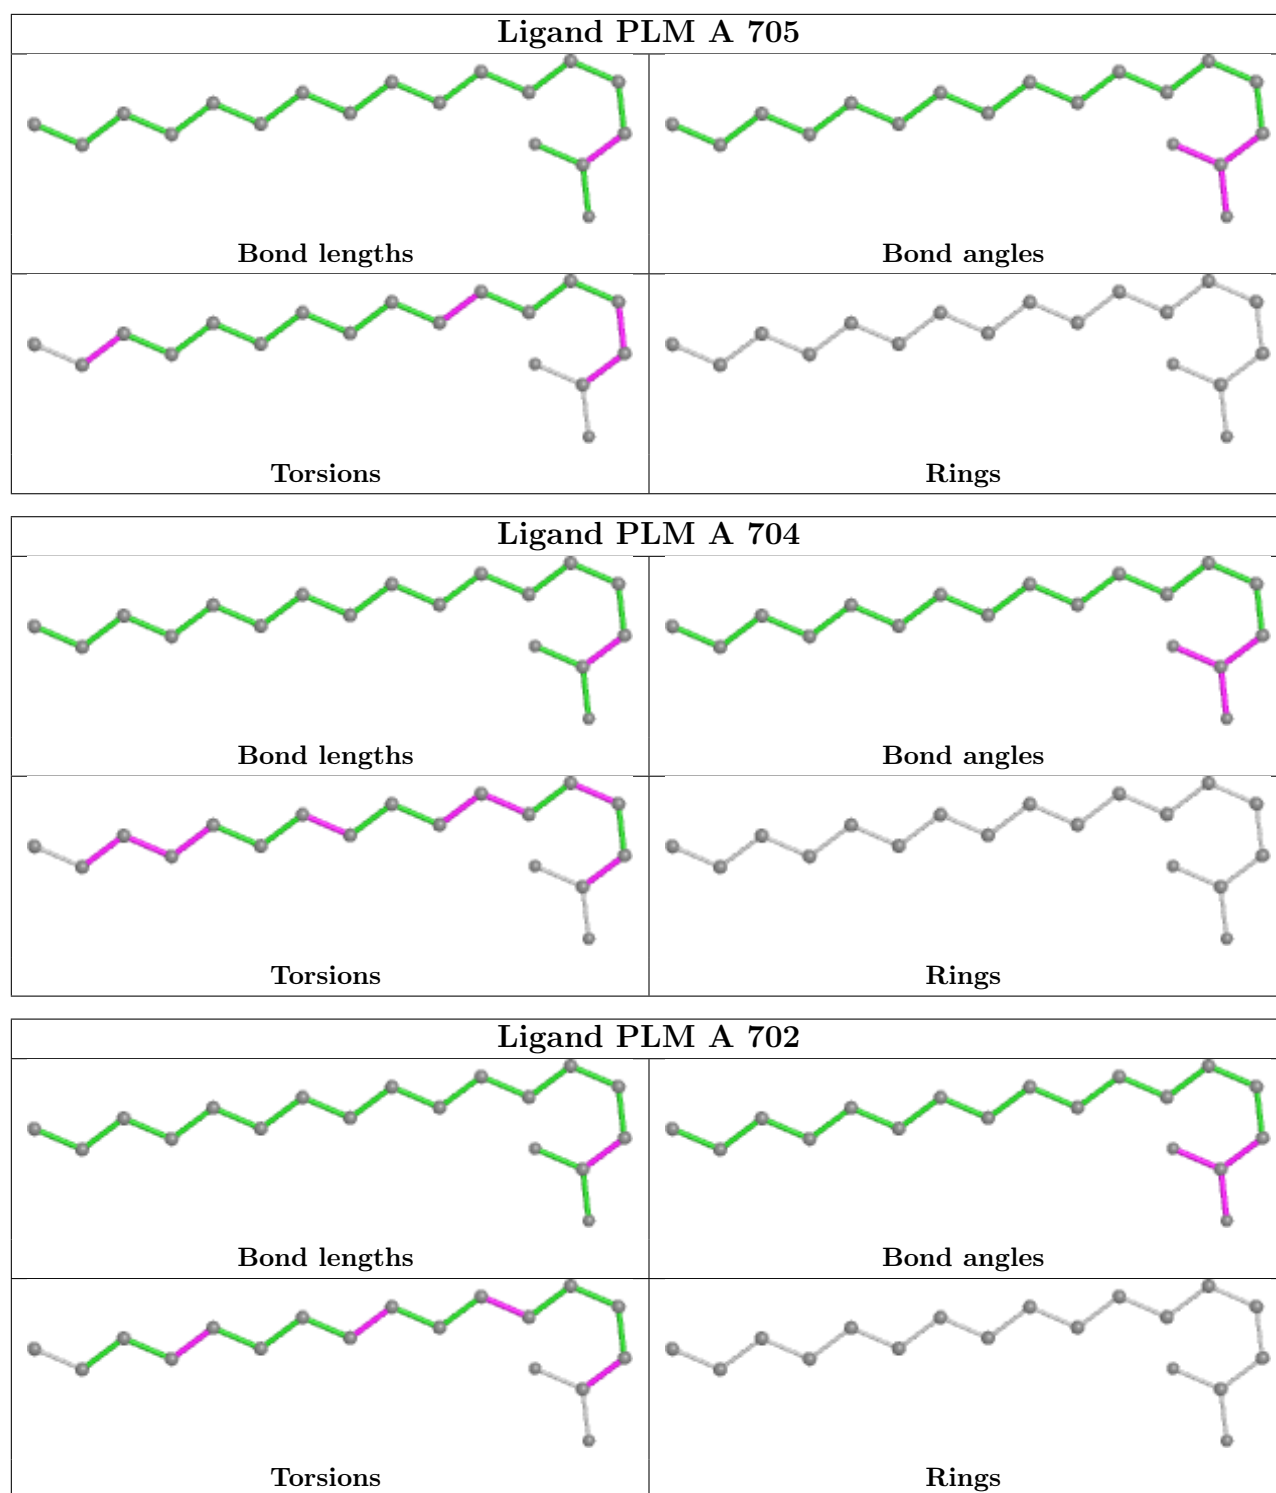 Ligand PLM A 705
Bond lengths
Bond angles
Torsions
Rings
Ligand PLM A 704
Bond lengths
Bond angles
Torsions
Rings
Ligand PLM A 702
Bond lengths
Bond angles
Torsions
Rings